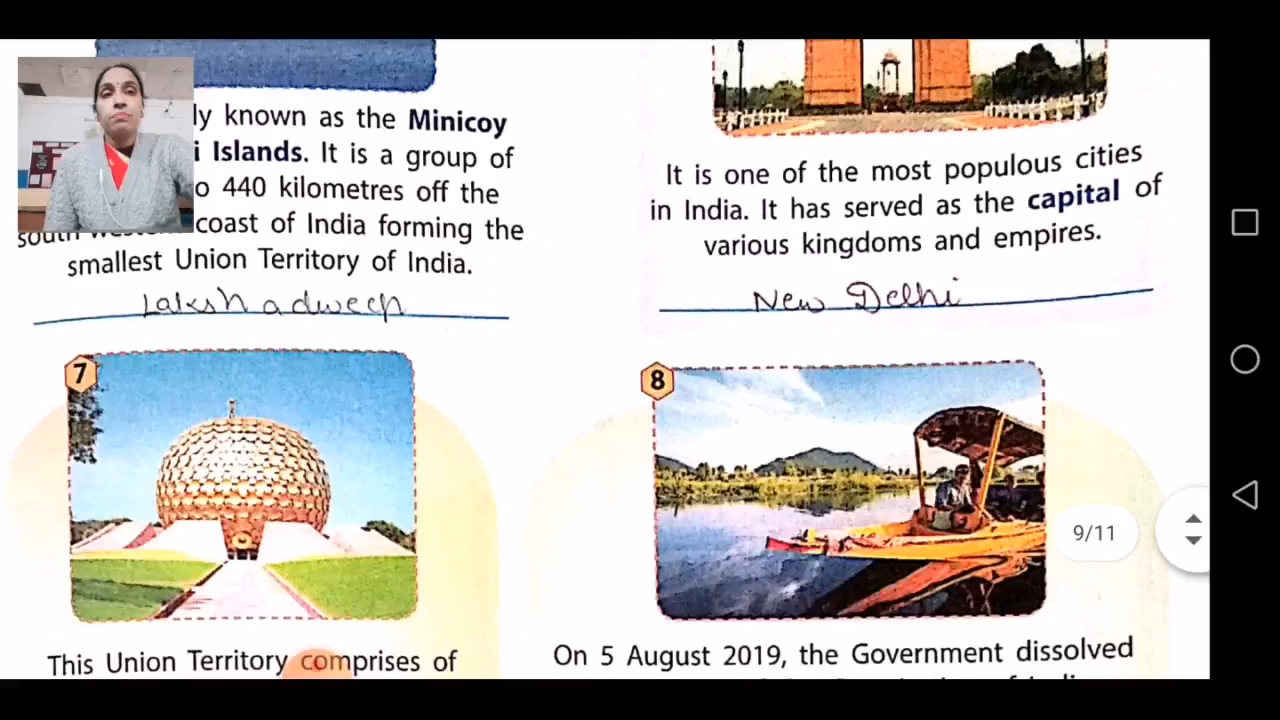 ly known as the Minicoy
i Islands. It is a group of
o 440 kilometres off the
coast of India forming the
smallest Union Territory of India.
Lakshadweep
It is one of the most populous cities
in India. It has served as the capital of
various kingdoms and empires.
New Delhi
7
8
9/11
This Union Territory comprises of
On 5 August 2019, the Government dissolved